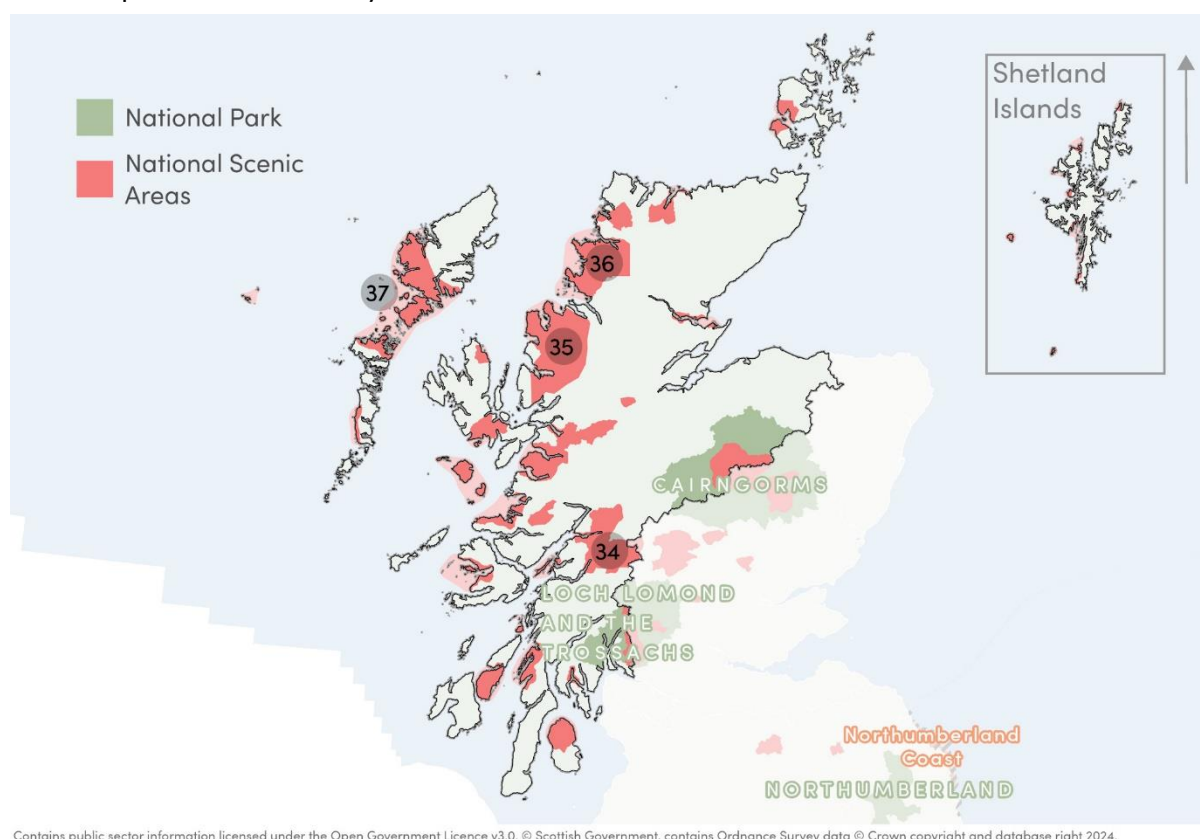 National Park
National Scenic
Areas
Shetland
Islands
36
37
35
CAIRNGORMS
34
LOCH LOMOND
AND THE
TROSSACHS
Northumberland
Coast
NORTHUMBERLAND
Contains public sector information licensed under the Open Government Licence v3.0. © Scottish Government, contains Ordnance Survey data © Crown copyright and database right 2024.